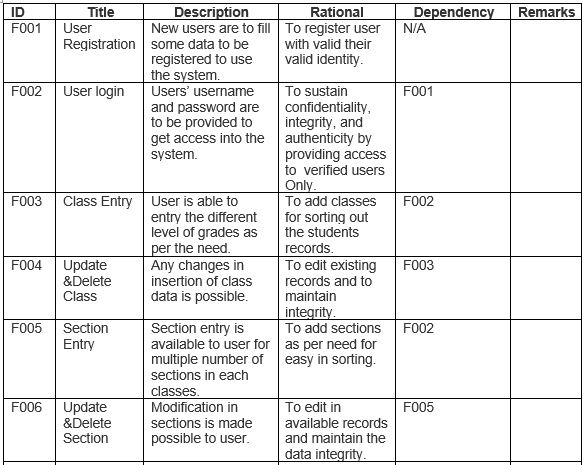 ID Title Description Rational Dependency Remarks
F001 User New users are to fill To register user N/A
Registration some data to be with valid their
registered to use valid identity.
the system.
F002 User login Users' username To sustain F001
and password are confidentiality,
to be provided to integrity, and
get access into the authenticity by
system. providing access
to verified users
Only.
F003 Class Entry User is able to To add classes F002
entry the different for sorting out
level of grades as the students
per the need. records.
F004 Update Any changes in To edit existing F003
&Delete insertion of class records and to
Class data is possible. maintain
integrity.
F005 Section Section entry is To add sections F002
Entry available to user for as per need for
multiple number of easy in sorting.
sections in each
classes.
F006 Update Modification in To edit in F005
&Delete sections is made available records
Section possible to user. and maintain the
data integrity.